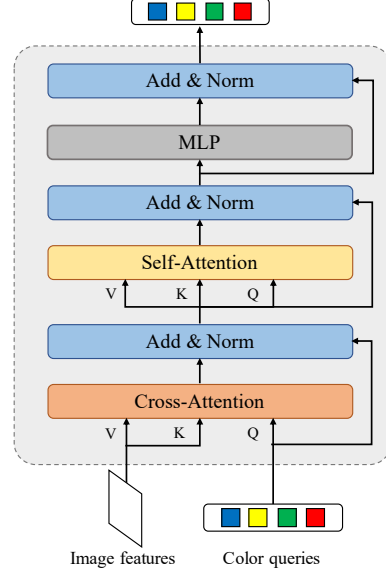 Add & Norm
MLP
Add & Norm
Self-Attention
V K Q
Add & Norm
Cross-Attention
V K Q
Image features Color queries